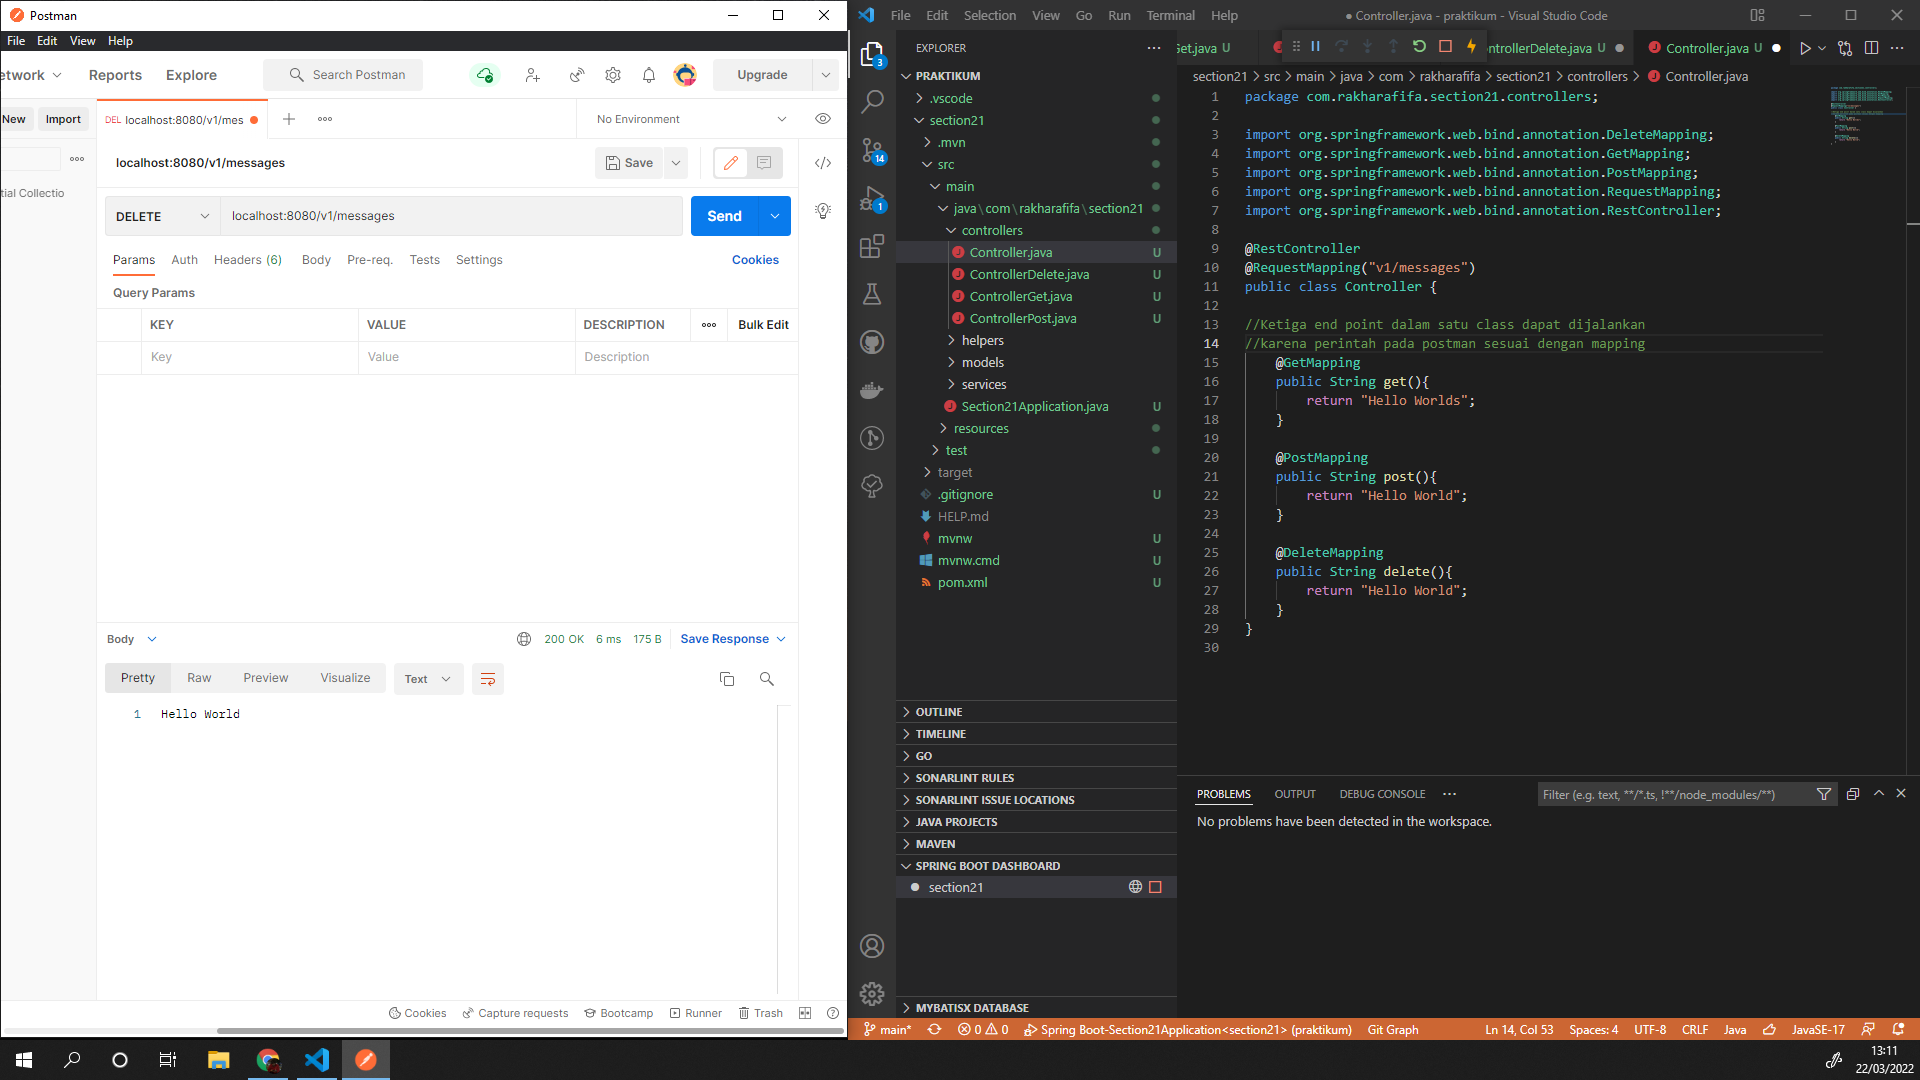 Postman
File Edit View Help
etwork Reports Explore Search Postman Upgrade
New Import DEL localhost:8080/v1/mes No Environment
tial Collectio
localhost:8080/v1/messages Save
DELETE localhost:8080/v1/messages Send
Params Auth Headers (6) Body Pre-req. Tests Settings Cookies
Query Params
KEY VALUE DESCRIPTION Bulk Edit
Key Value Description
Body 200 OK 6 ms 175 B Save Response
Pretty Raw Preview Visualize Text
1 Hello World
Cookies Capture requests Bootcamp Runner Trash
File Edit Selection View Go Run Terminal Help
● Controller.java - praktikum - Visual Studio Code
3
14
1
EXPLORER
PRAKTIKUM
.vscode
section21
.mvn
src
main
java\com\rakharafifa\section21
controllers
Controller.java U
ControllerDelete.java U
ControllerGet.java U
ControllerPost.java U
helpers
models
services
Section21Application.java U
resources
test
target
.gitignore U
HELP.md
mvnw U
mvnw.cmd U
pom.xml U
OUTLINE
TIMELINE
GO
SONARLINT RULES
SONARLINT ISSUE LOCATIONS
JAVA PROJECTS
MAVEN
SPRING BOOT DASHBOARD
section21
MYBATISX DATABASE
Get.java U ntrollerDelete.java U Controller.java U
section21 > src > main > java > com > rakharafifa > section21 > controllers > Controller.java
1 package com.rakharafifa.section21.controllers;
2
3 import org.springframework.web.bind.annotation.DeleteMapping;
4 import org.springframework.web.bind.annotation.GetMapping;
5 import org.springframework.web.bind.annotation.PostMapping;
6 import org.springframework.web.bind.annotation.RequestMapping;
7 import org.springframework.web.bind.annotation.RestController;
8
9 @RestController
10 @RequestMapping("v1/messages")
11 public class Controller {
12
13 //Ketiga end point dalam satu class dapat dijalankan
14 //karena perintah pada postman sesuai dengan mapping
15 @GetMapping
16 public String get(){
17 return "Hello Worlds";
18 }
19
20 @PostMapping
21 public String post(){
22 return "Hello World";
23 }
24
25 @DeleteMapping
26 public String delete(){
27 return "Hello World";
28 }
29 }
30
PROBLEMS OUTPUT DEBUG CONSOLE Filter (e.g. text, **/*.ts, !**/node_modules/**)
No problems have been detected in the workspace.
main* 0 0 Spring Boot-Section21Application<section21> (praktikum) Git Graph Ln 14, Col 53 Spaces: 4 UTF-8 CRLF Java JavaSE-17
13:11
22/03/2022